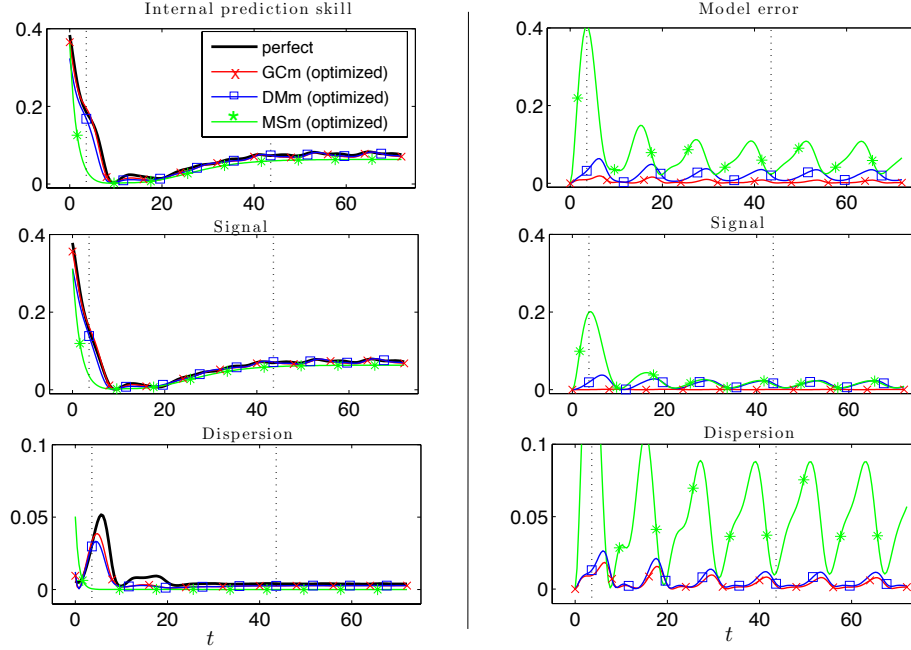 Internal prediction skill
0.4
0.2
0
0 20 40 60
perfect
GCm (optimized)
DMm (optimized)
MSm (optimized)
Signal
0.4
0.2
0
0 20 40 60
Dispersion
0.1
0.05
0
0 20 40 60
t
Model error
0.4
0.2
0
0 20 40 60
Signal
0.4
0.2
0
0 20 40 60
Dispersion
0.1
0.05
0
0 20 40 60
t